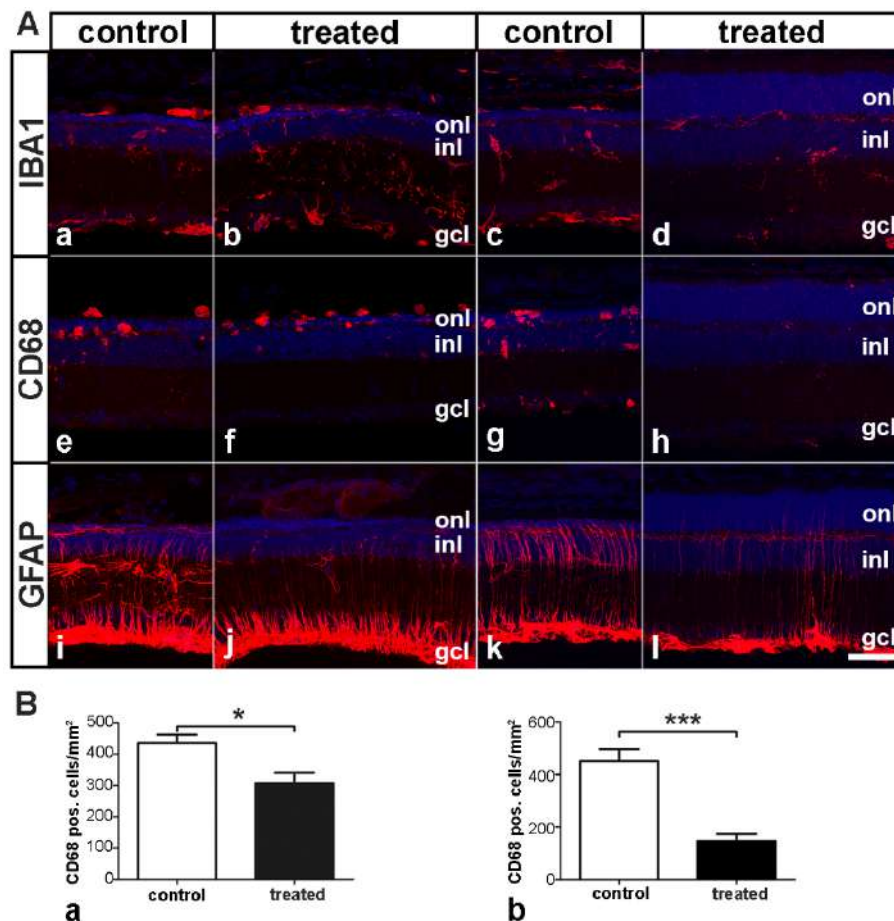 A
control treated control treated
IBA1
onl
inl
gcl
onl
inl
gcl
a b c d
CD68
onl
inl
gcl
onl
inl
gcl
e f g h
GFAP
onl
inl
gcl
onl
inl
gcl
i j k l
B
CD68 pos. cells/mm²
500
400
300
200
100
0
*
control treated
a
CD68 pos. cells/mm²
600
400
200
0
***
control treated
b